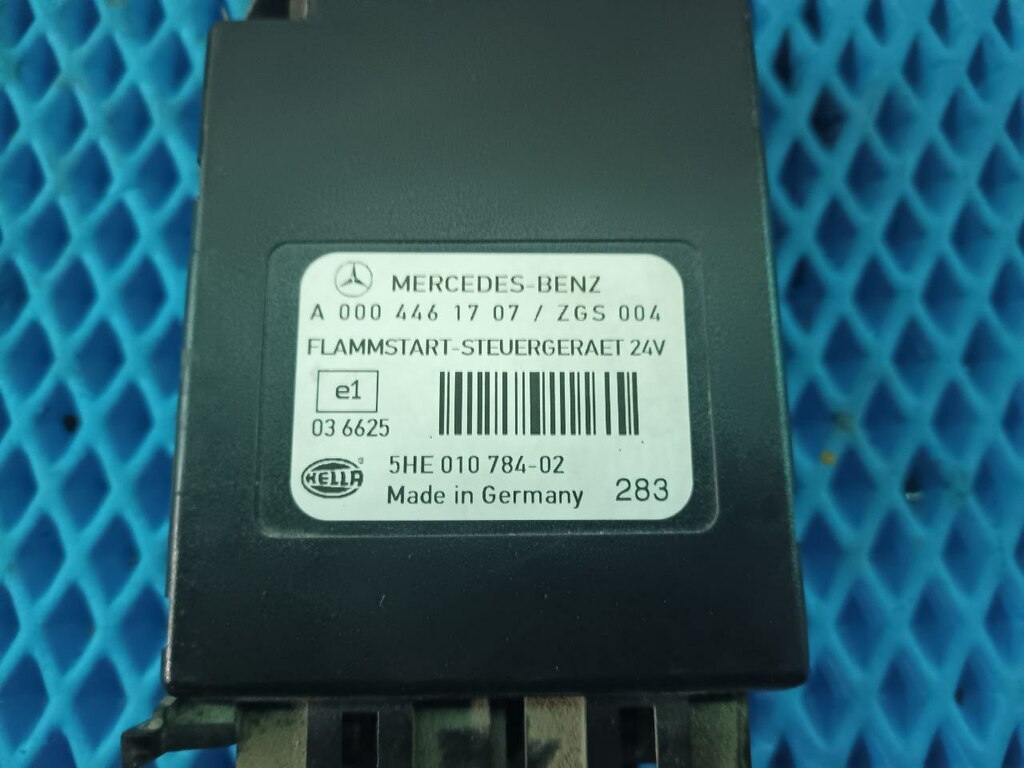 MERCEDES-BENZ
A 000 446 17 07 / ZGS 004
FLAMMSTART-STEUERGERAET 24V
e1
03 6625
HELLA
5HE 010 784-02
Made in Germany 283